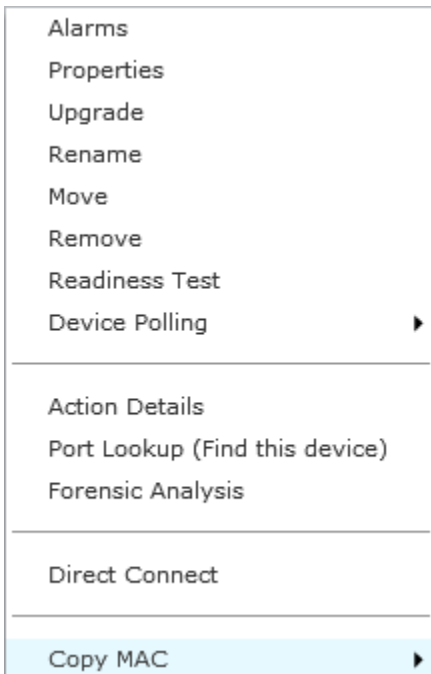 Alarms
Properties
Upgrade
Rename
Move
Remove
Readiness Test
Device Polling
Action Details
Port Lookup (Find this device)
Forensic Analysis
Direct Connect
Copy MAC